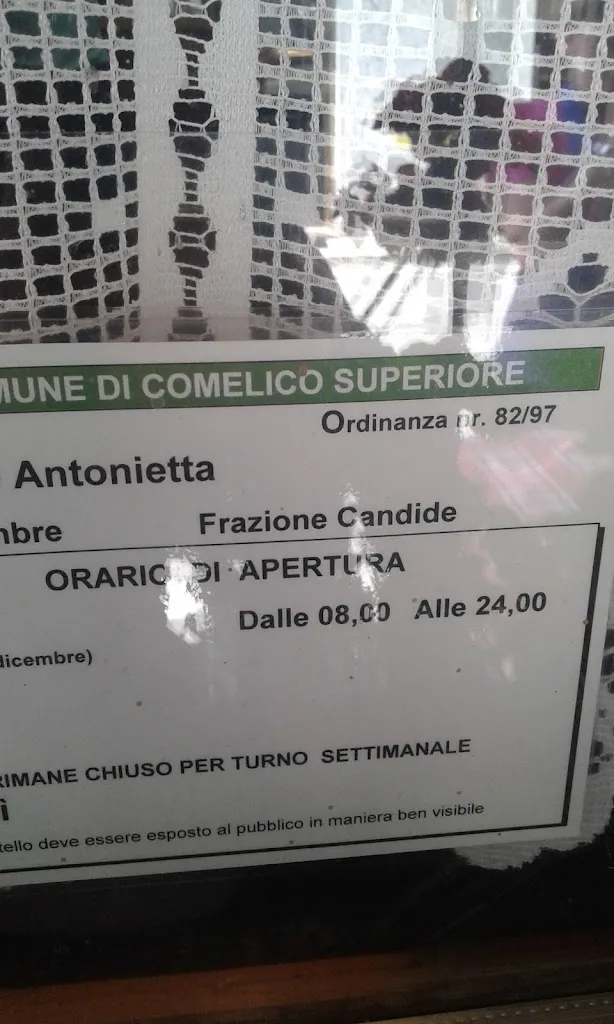 MUNE DI COMELICO SUPERIORE
Ordinanza nr. 82/97
Antonietta
mbre Frazione Candide
ORARIO DI APERTURA
Dalle 08,00 Alle 24,00
dicembre)
RIMANE CHIUSO PER TURNO SETTIMANALE
ì
tello deve essere esposto al pubblico in maniera ben visibile